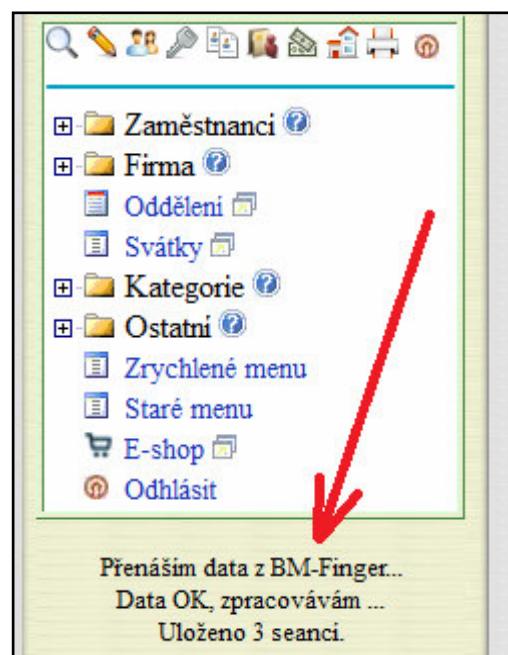 Zaměstnanci
Firma
Oddělení
Svátky
Kategorie
Ostatní
Zrychlené menu
Staré menu
E-shop
Odhlásit
Přenáším data z BM-Finger...
Data OK, zpracovávám ...
Uloženo 3 seancí.